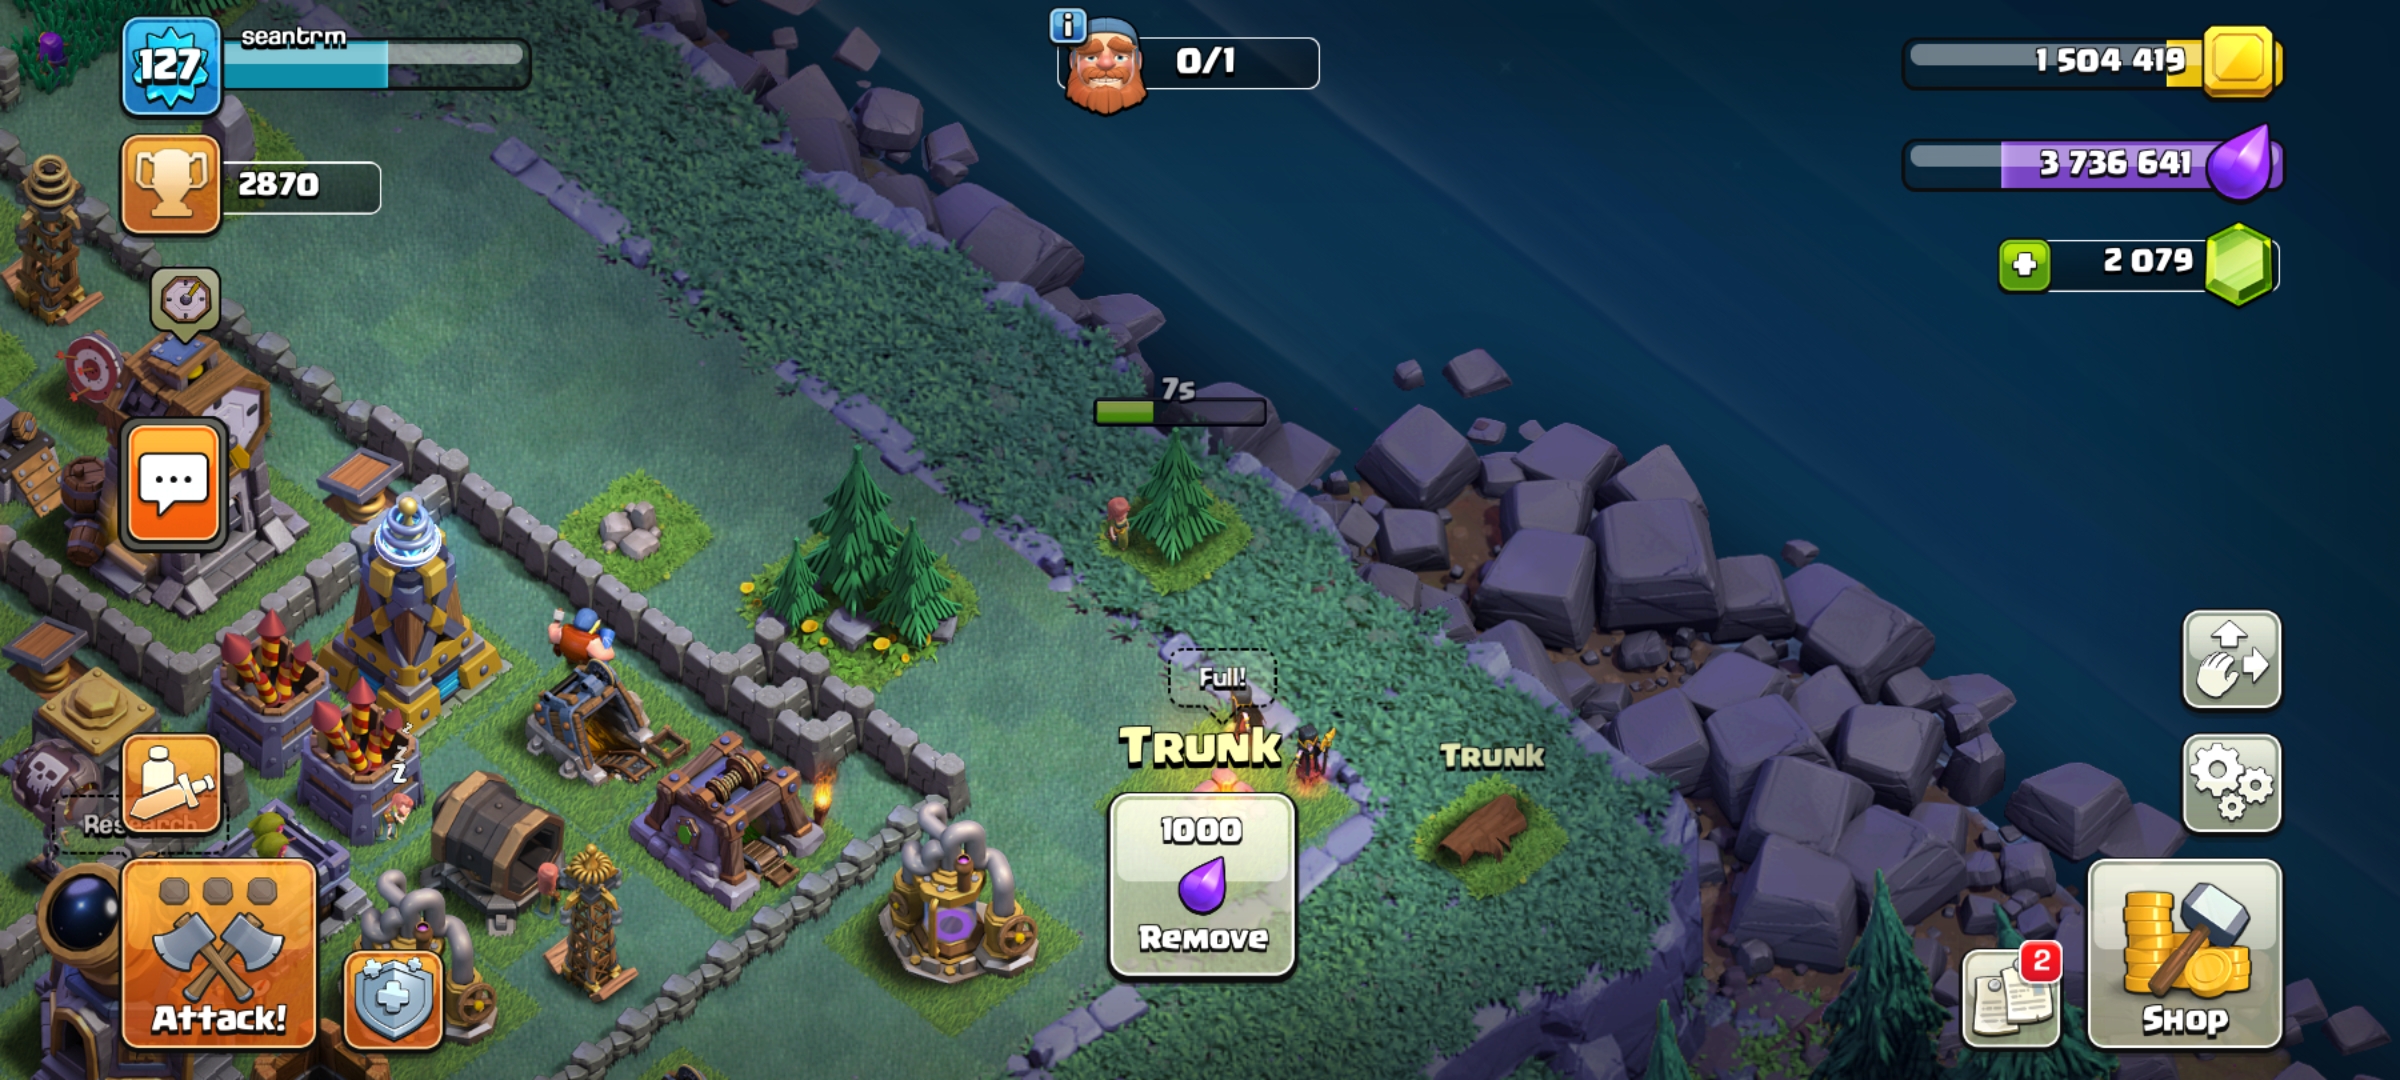 127
seantrm
0/1
1 504 419
3 736 641
2870
2 079
7s
Full!
Trunk
Trunk
1000
Remove
Research
z
z
z
Attack!
2
Shop